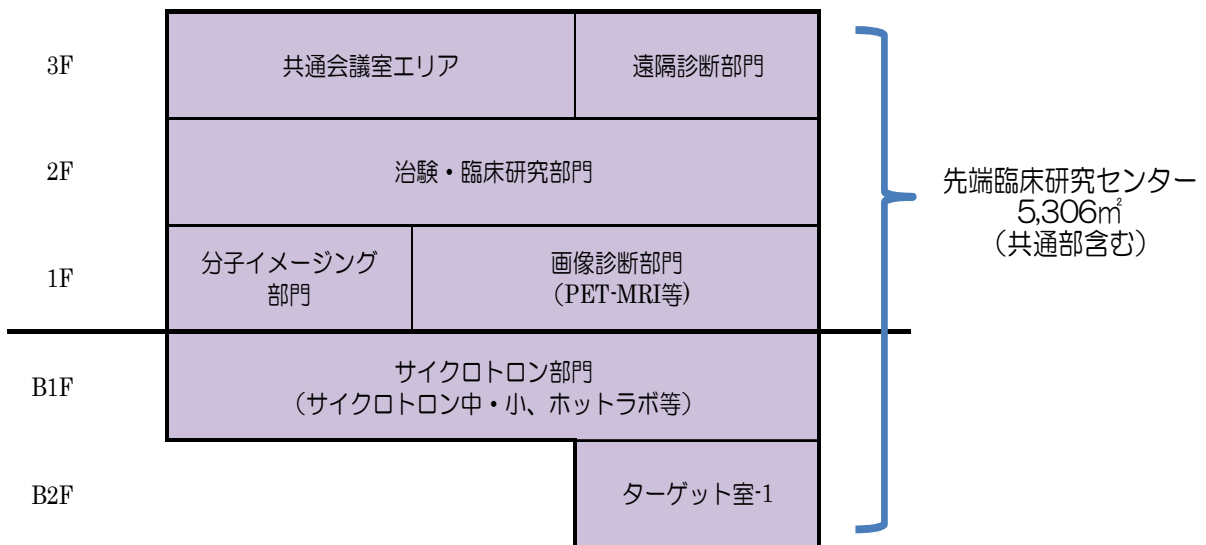 3F
共通会議室エリア
遠隔診断部門
2F
治験・臨床研究部門
1F
分子イメージング
部門
画像診断部門
（PET-MRI等)
B1F
サイクロトロン部門
（サイクロトロン中・小、ホットラボ等）
B2F
ターゲット室-1
先端臨床研究センター
5,306㎡
（共通部含む）